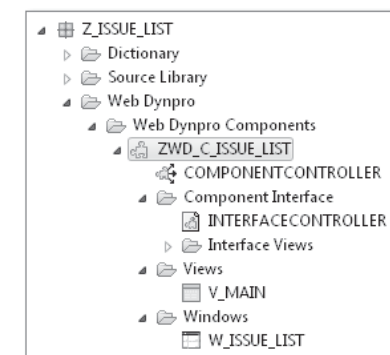 Z_ISSUE_LIST
Dictionary
Source Library
Web Dynpro
Web Dynpro Components
ZWD_C_ISSUE_LIST
COMPONENTCONTROLLER
Component Interface
INTERFACECONTROLLER
Interface Views
Views
V_MAIN
Windows
W_ISSUE_LIST